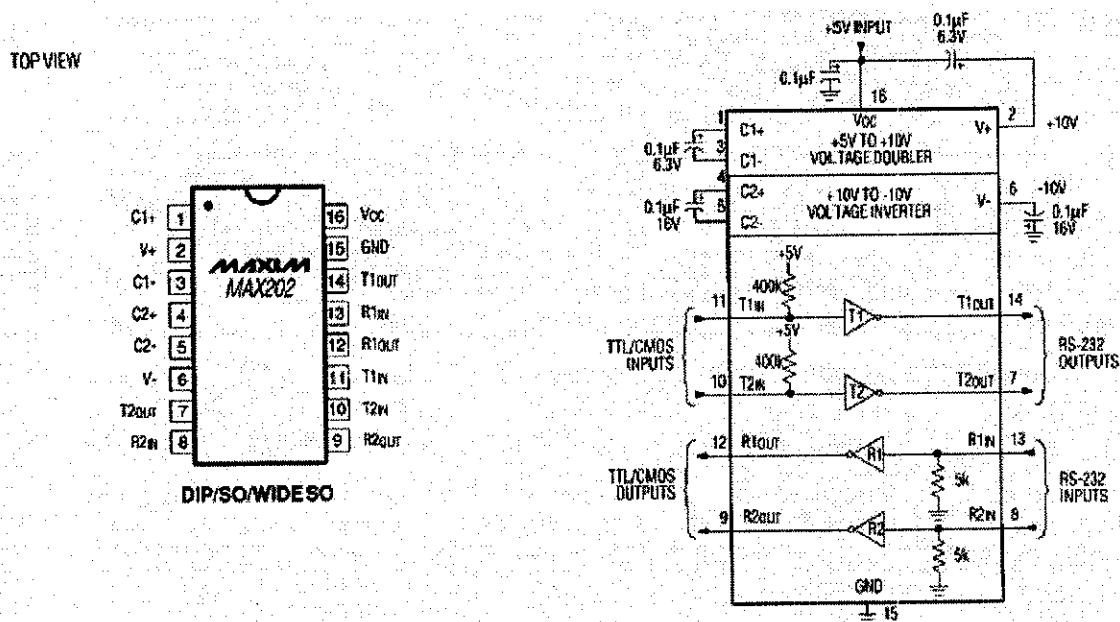 TOP VIEW
C1+ 1
V+ 2
C1- 3
C2+ 4
C2- 5
V- 6
T2OUT 7
R2IN 8
16 VCC
15 GND
14 T1OUT
13 R1IN
12 R1OUT
11 T1IN
10 T2IN
9 R2OUT
MAXIM
MAX202
DIP/SO/WIDE SO
+5V INPUT
0.1µF
6.3V
0.1µF
16
2
+10V
1
C1+
VCC
V+
+5V TO +10V
VOLTAGE DOUBLER
0.1µF
6.3V
3
C1-
4
C2+
+10V TO -10V
VOLTAGE INVERTER
V-
6
-10V
0.1µF
16V
5
C2-
0.1µF
16V
+5V
400k
11
T1IN
T1
T1OUT
14
+5V
400k
TTL/CMOS
INPUTS
RS-232
OUTPUTS
10
T2IN
T2
T2OUT
7
12
R1OUT
R1
R1IN
13
5k
TTL/CMOS
OUTPUTS
RS-232
INPUTS
9
R2OUT
R2
R2IN
8
5k
GND
15